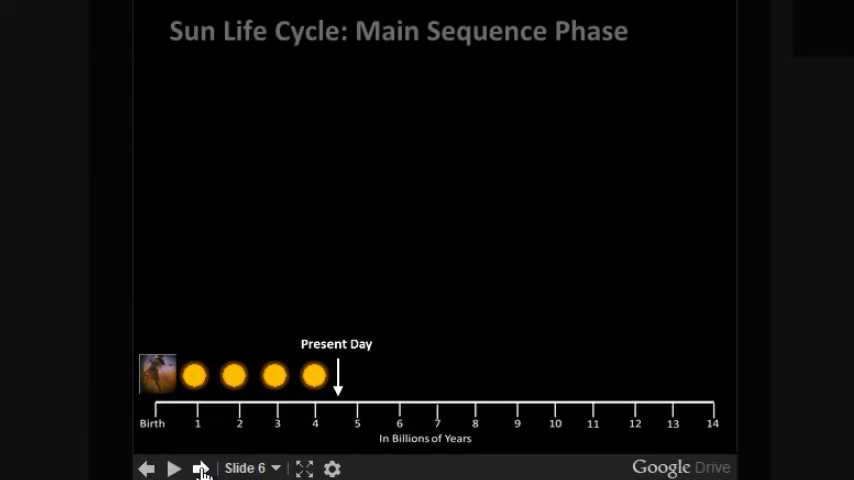 Sun Life Cycle: Main Sequence Phase
Present Day
Birth 1 2 3 4 5 6 7 8 9 10 11 12 13 14
In Billions of Years
Slide 6
Google Drive